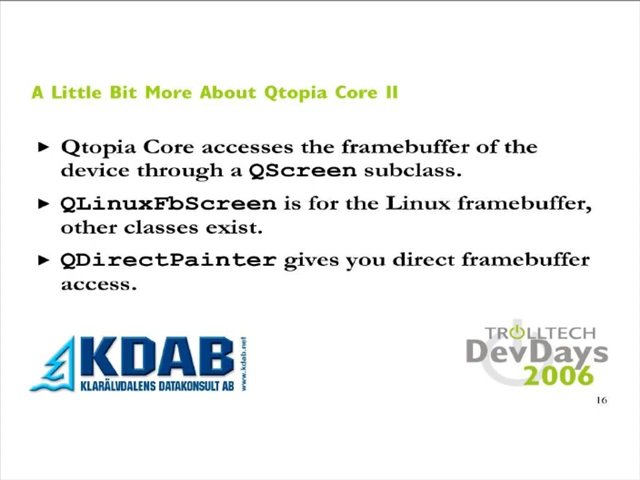 A Little Bit More About Qtopia Core II
► Qtopia Core accesses the framebuffer of the
device through a QScreen subclass.
► QLinuxFbScreen is for the Linux framebuffer,
other classes exist.
► QDirectPainter gives you direct framebuffer
access.
KDAB
KLARÄLVDALENS DATAKONSULT AB
www.kdab.net
TROLLTECH
DevDays
2006
16